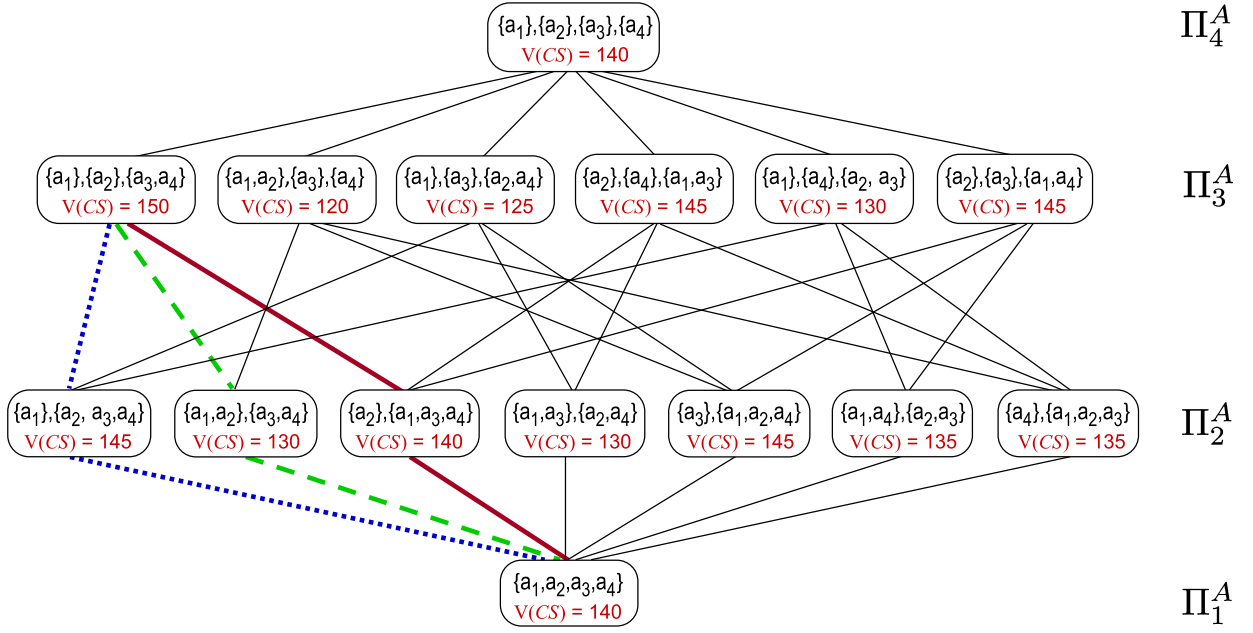 {a₁},{a₂},{a₃},{a₄}
V(CS) = 140
Π₄ᴬ
{a₁},{a₂},{a₃,a₄}
V(CS) = 150
{a₁,a₂},{a₃},{a₄}
V(CS) = 120
{a₁},{a₃},{a₂,a₄}
V(CS) = 125
{a₂},{a₄},{a₁,a₃}
V(CS) = 145
{a₁},{a₄},{a₂, a₃}
V(CS) = 130
{a₂},{a₃},{a₁,a₄}
V(CS) = 145
Π₃ᴬ
{a₁},{a₂, a₃,a₄}
V(CS) = 145
{a₁,a₂},{a₃,a₄}
V(CS) = 130
{a₂},{a₁,a₃,a₄}
V(CS) = 140
{a₁,a₃},{a₂,a₄}
V(CS) = 130
{a₃},{a₁,a₂,a₄}
V(CS) = 145
{a₁,a₄},{a₂,a₃}
V(CS) = 135
{a₄},{a₁,a₂,a₃}
V(CS) = 135
Π₂ᴬ
{a₁,a₂,a₃,a₄}
V(CS) = 140
Π₁ᴬ